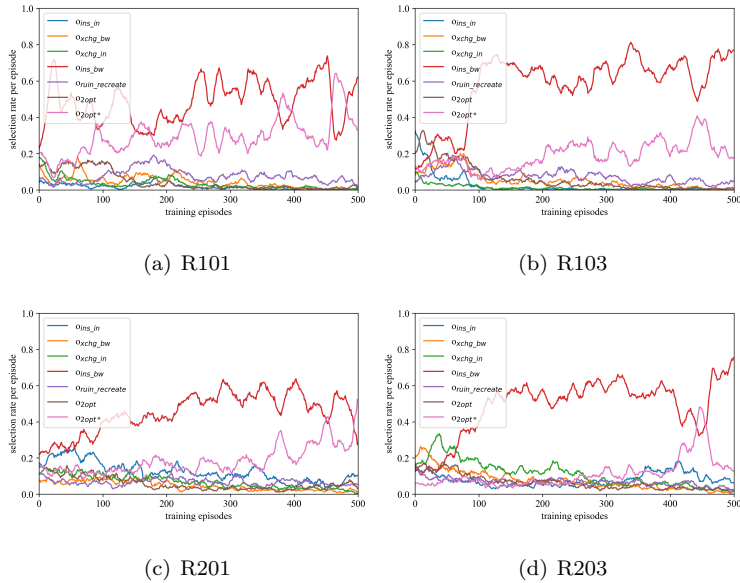 1.0
0.8
0.6
0.4
0.2
0.0
selection rate per episode
o_ins_in
o_xchg_bw
o_xchg_in
o_ins_bw
o_ruin_recreate
o_2opt
o_2opt*
0 100 200 300 400 500
training episodes
(a) R101
1.0
0.8
0.6
0.4
0.2
0.0
selection rate per episode
o_ins_in
o_xchg_bw
o_xchg_in
o_ins_bw
o_ruin_recreate
o_2opt
o_2opt*
0 100 200 300 400 500
training episodes
(b) R103
1.0
0.8
0.6
0.4
0.2
0.0
selection rate per episode
o_ins_in
o_xchg_bw
o_xchg_in
o_ins_bw
o_ruin_recreate
o_2opt
o_2opt*
0 100 200 300 400 500
training episodes
(c) R201
1.0
0.8
0.6
0.4
0.2
0.0
selection rate per episode
o_ins_in
o_xchg_bw
o_xchg_in
o_ins_bw
o_ruin_recreate
o_2opt
o_2opt*
0 100 200 300 400 500
training episodes
(d) R203